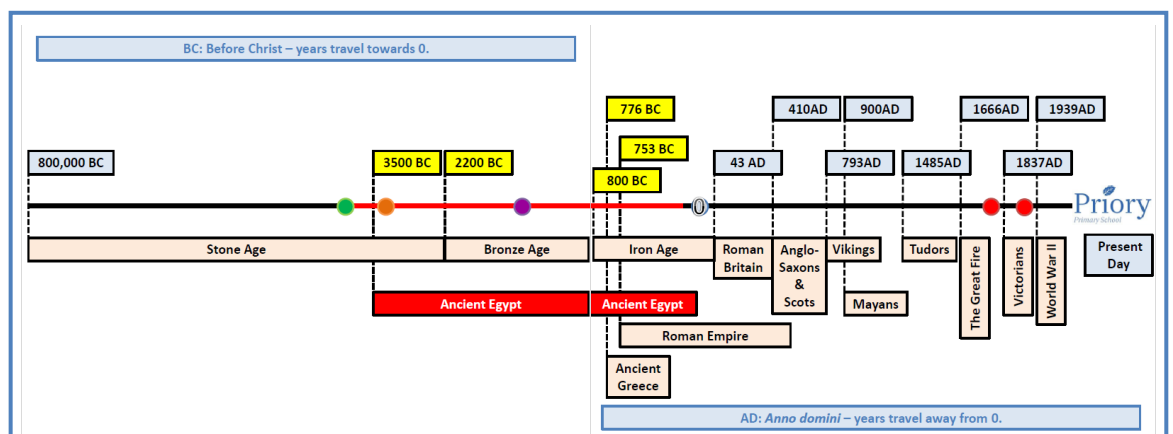 BC: Before Christ – years travel towards 0.
776 BC
410AD
900AD
1666AD
1939AD
753 BC
800,000 BC
3500 BC
2200 BC
43 AD
793AD
1485AD
1837AD
800 BC
0
Priory
Primary School
Stone Age
Bronze Age
Iron Age
Roman
Britain
Anglo-
Saxons
&
Scots
Vikings
Tudors
The Great Fire
Victorians
World War II
Present
Day
Ancient Egypt
Ancient Egypt
Mayans
Roman Empire
Ancient
Greece
AD: Anno domini – years travel away from 0.